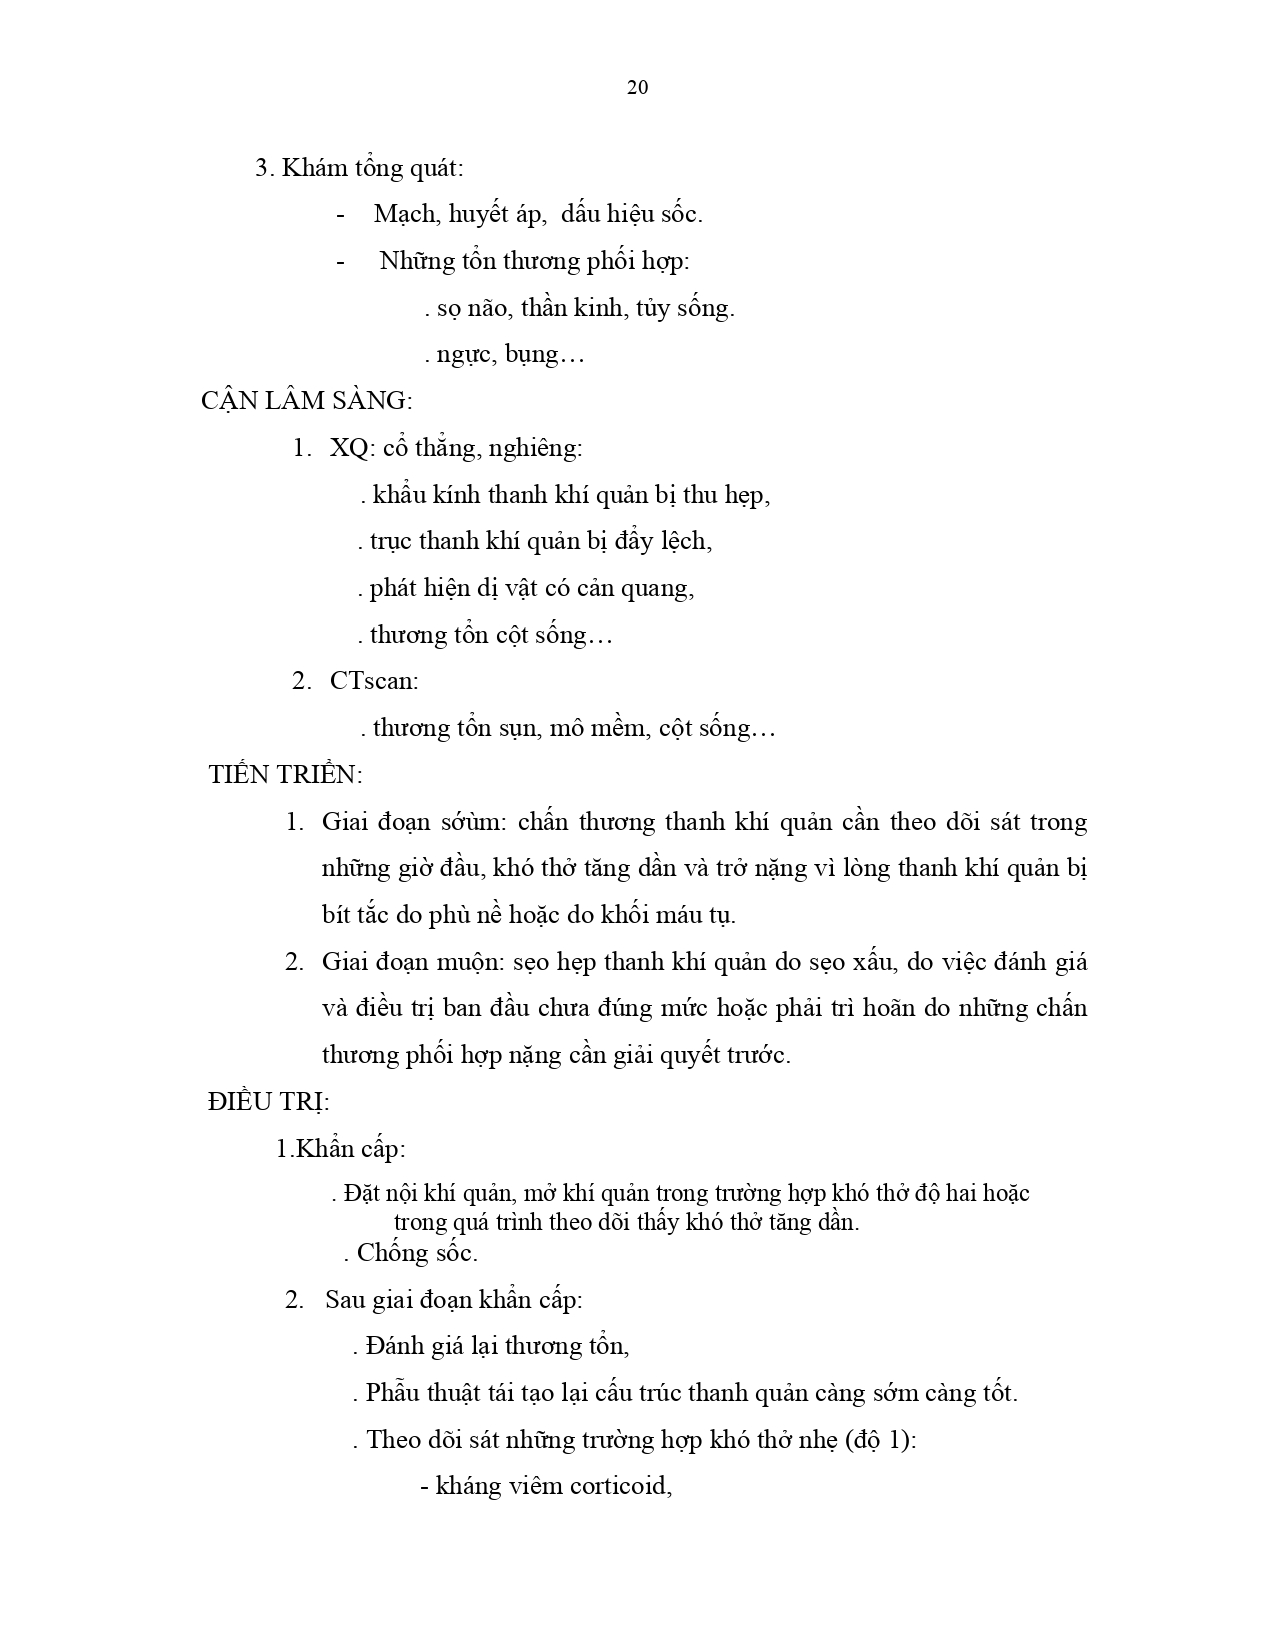 20
3. Khám tổng quát:
- Mạch, huyết áp, dấu hiệu sốc.
- Những tổn thương phối hợp:
. sọ não, thần kinh, tủy sống.
. ngực, bụng…
CẬN LÂM SÀNG:
1. XQ: cổ thẳng, nghiêng:
. khẩu kính thanh khí quản bị thu hẹp,
. trục thanh khí quản bị đẩy lệch,
. phát hiện dị vật có cản quang,
. thương tổn cột sống…
2. CTscan:
. thương tổn sụn, mô mềm, cột sống…
TIẾN TRIỂN:
1. Giai đoạn sớùm: chấn thương thanh khí quản cần theo dõi sát trong
những giờ đầu, khó thở tăng dần và trở nặng vì lòng thanh khí quản bị
bít tắc do phù nề hoặc do khối máu tụ.
2. Giai đoạn muộn: sẹo hẹp thanh khí quản do sẹo xấu, do việc đánh giá
và điều trị ban đầu chưa đúng mức hoặc phải trì hoãn do những chấn
thương phối hợp nặng cần giải quyết trước.
ĐIỀU TRỊ:
1.Khẩn cấp:
. Đặt nội khí quản, mở khí quản trong trường hợp khó thở độ hai hoặc
trong quá trình theo dõi thấy khó thở tăng dần.
. Chống sốc.
2. Sau giai đoạn khẩn cấp:
. Đánh giá lại thương tổn,
. Phẫu thuật tái tạo lại cấu trúc thanh quản càng sớm càng tốt.
. Theo dõi sát những trường hợp khó thở nhẹ (độ 1):
- kháng viêm corticoid,